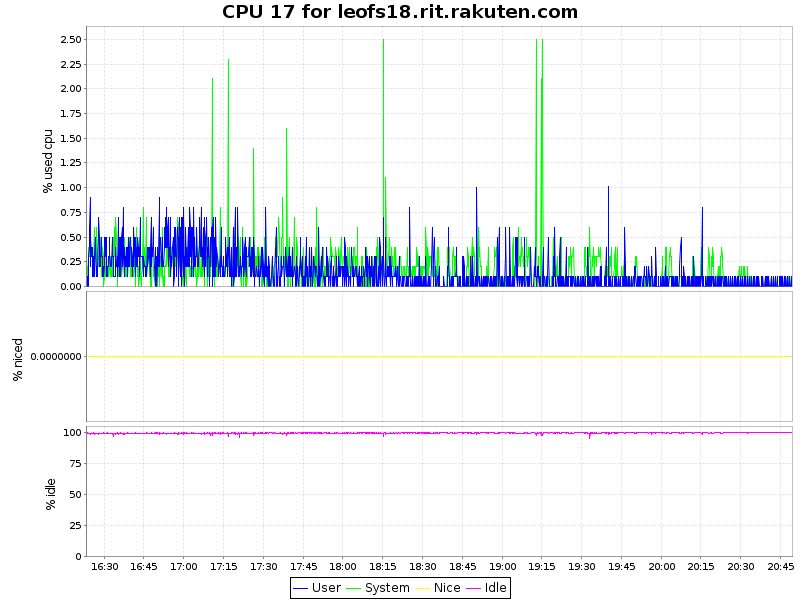 CPU 17 for leofs18.rit.rakuten.com
% used cpu
2.50
2.25
2.00
1.75
1.50
1.25
1.00
0.75
0.50
0.25
0.00
% niced
0.0000000
% idle
100
75
50
25
0
16:30 16:45 17:00 17:15 17:30 17:45 18:00 18:15 18:30 18:45 19:00 19:15 19:30 19:45 20:00 20:15 20:30 20:45
User System Nice Idle